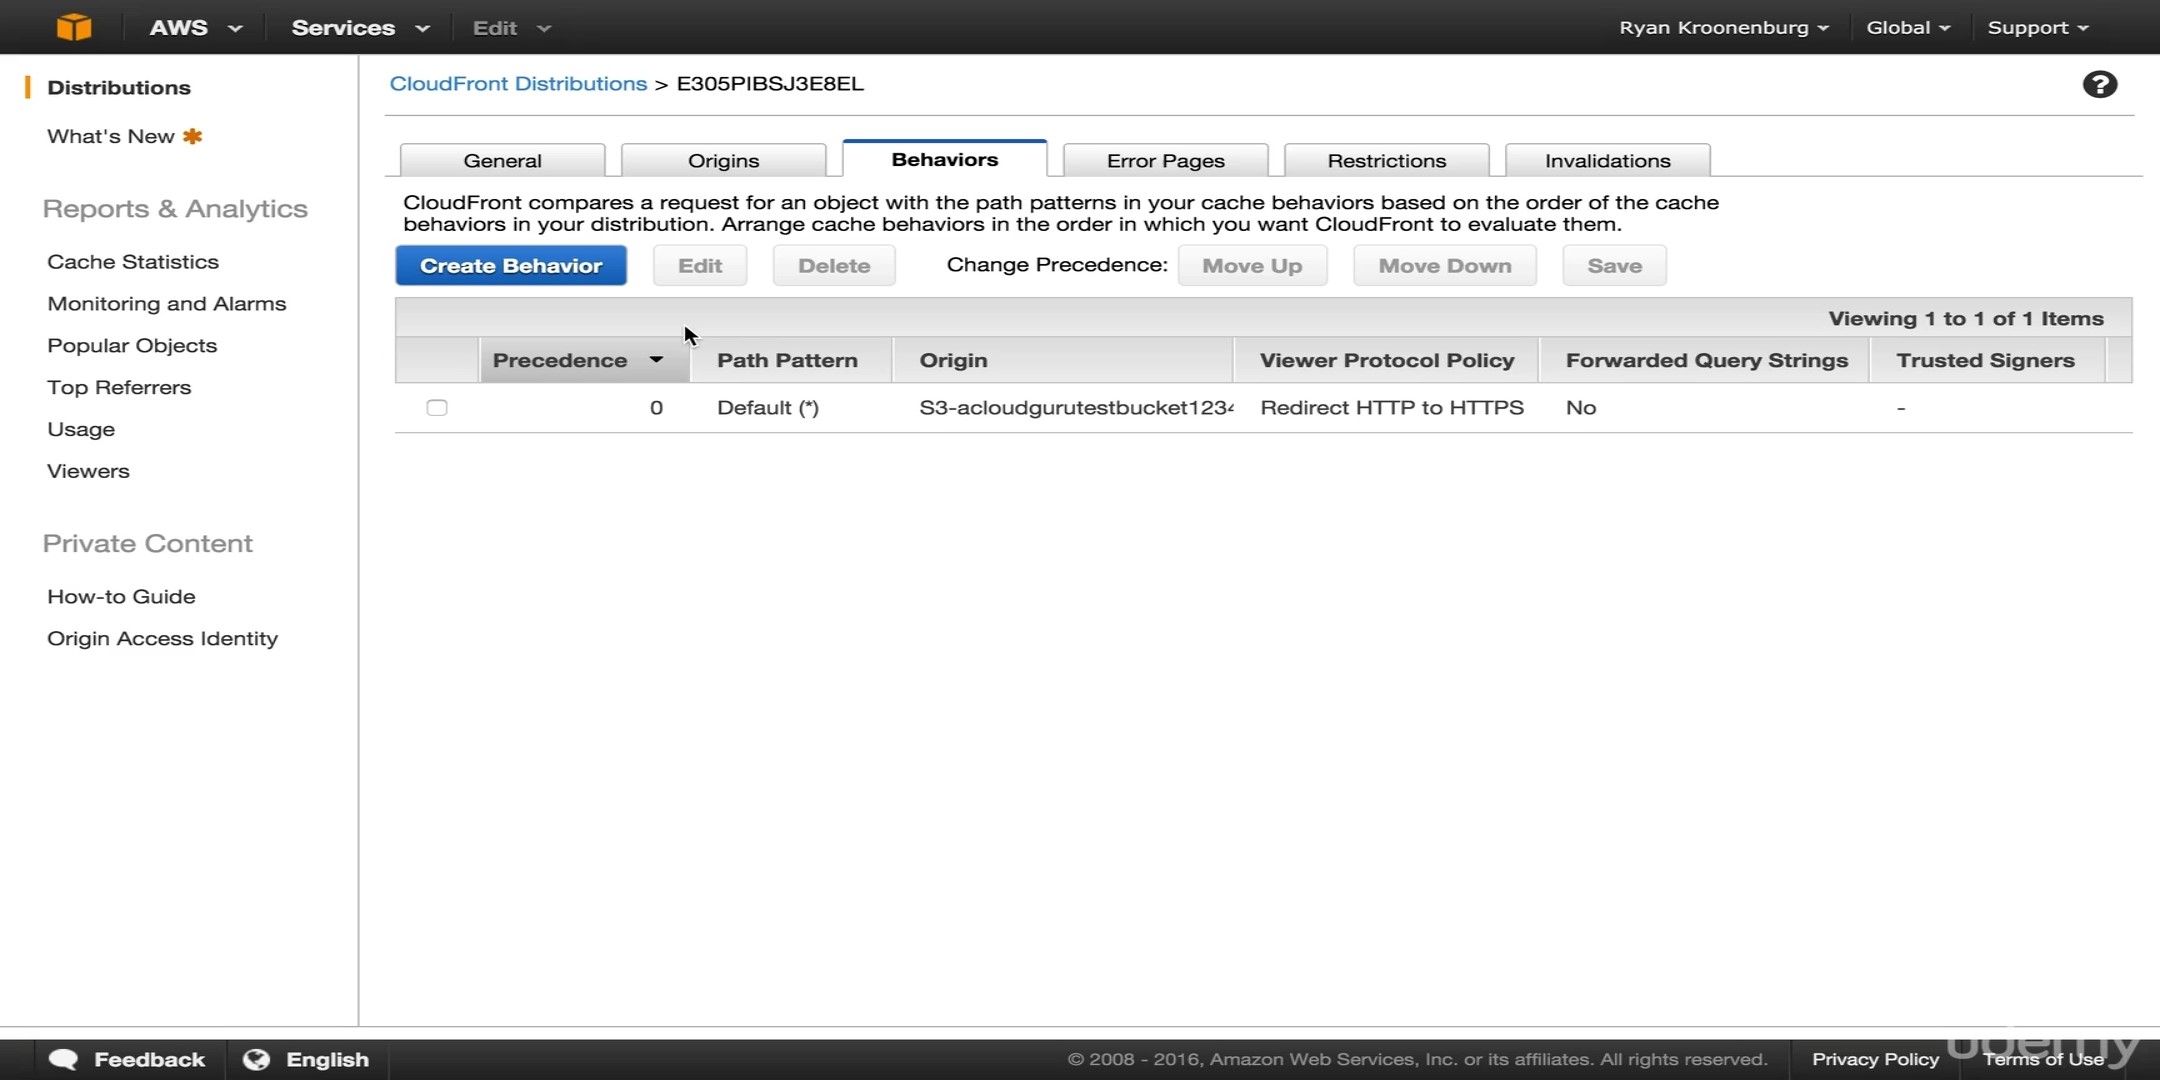 AWS Services Edit Ryan Kroonenburg Global Support
Distributions
What's New
Reports & Analytics
Cache Statistics
Monitoring and Alarms
Popular Objects
Top Referrers
Usage
Viewers
Private Content
How-to Guide
Origin Access Identity
CloudFront Distributions > E305PIBSJ3E8EL
General Origins Behaviors Error Pages Restrictions Invalidations
CloudFront compares a request for an object with the path patterns in your cache behaviors based on the order of the cache
behaviors in your distribution. Arrange cache behaviors in the order in which you want CloudFront to evaluate them.
Create Behavior Edit Delete Change Precedence: Move Up Move Down Save
Viewing 1 to 1 of 1 Items
Precedence Path Pattern Origin Viewer Protocol Policy Forwarded Query Strings Trusted Signers
0 Default (*) S3-acloudgurutestbucket1234 Redirect HTTP to HTTPS No -
Feedback English © 2008 - 2016, Amazon Web Services, Inc. or its affiliates. All rights reserved. Privacy Policy Terms of Use
udemy